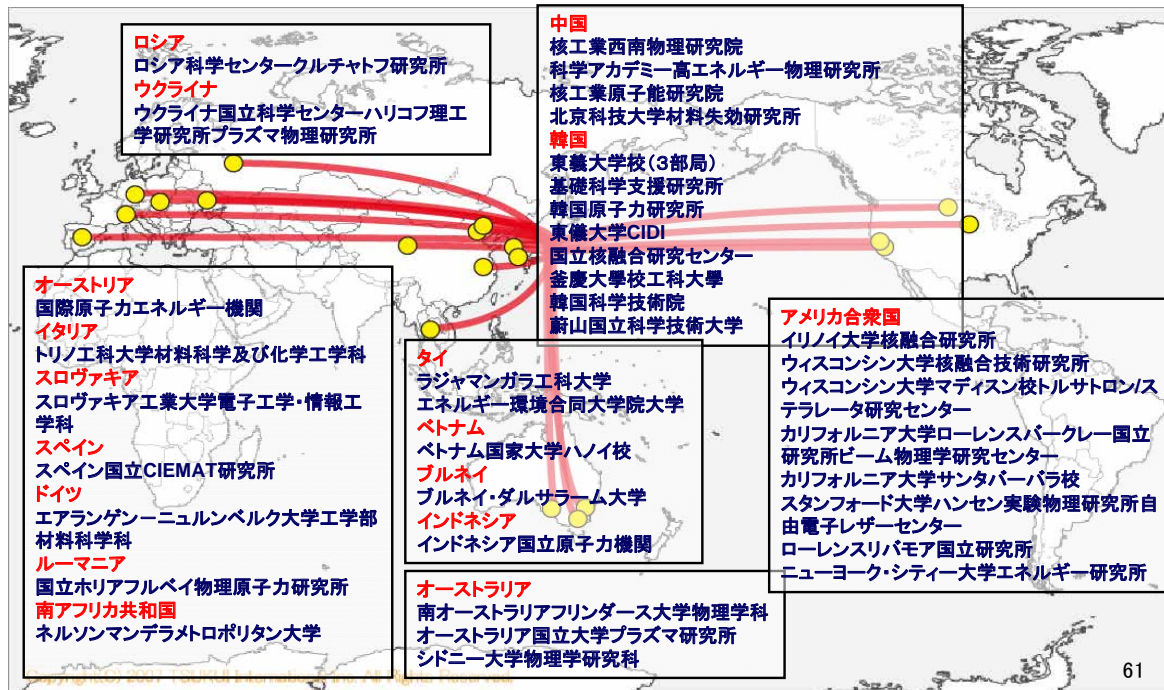 ロシア
ロシア科学センタークルチャトフ研究所
ウクライナ
ウクライナ国立科学センターハリコフ理工
学研究所プラズマ物理研究所
中国
核工業西南物理研究院
科学アカデミー高エネルギー物理研究所
核工業原子能研究院
北京科技大学材料失効研究所
韓国
東義大学校(3部局)
基礎科学支援研究所
韓国原子力研究所
東儀大学CIDI
国立核融合研究センター
釜慶大學校工科大學
韓国科学技術院
蔚山国立科学技術大学
オーストリア
国際原子力エネルギー機関
イタリア
トリノ工科大学材料科学及び化学工学科
スロヴァキア
スロヴァキア工業大学電子工学・情報工
学科
スペイン
スペイン国立CIEMAT研究所
ドイツ
エアランゲンーニュルンベルク大学工学部
材料科学科
ルーマニア
国立ホリアフルベイ物理原子力研究所
南アフリカ共和国
ネルソンマンデラメトロポリタン大学
タイ
ラジャマンガラ工科大学
エネルギー環境合同大学院大学
ベトナム
ベトナム国家大学ハノイ校
ブルネイ
ブルネイ・ダルサラーム大学
インドネシア
インドネシア国立原子力機関
オーストラリア
南オーストラリアフリンダース大学物理学科
オーストラリア国立大学プラズマ研究所
シドニー大学物理学研究科
アメリカ合衆国
イリノイ大学核融合研究所
ウィスコンシン大学核融合技術研究所
ウィスコンシン大学マディスン校トルサトロン/ス
テラレータ研究センター
カリフォルニア大学ローレンスバークレー国立
研究所ビーム物理学研究センター
カリフォルニア大学サンタバーバラ校
スタンフォード大学ハンセン実験物理研究所自
由電子レザーセンター
ローレンスリバモア国立研究所
ニューヨーク・シティー大学エネルギー研究所
Copyright(C) 2007 TSUKUI International Inc. All Rights Reserved
61